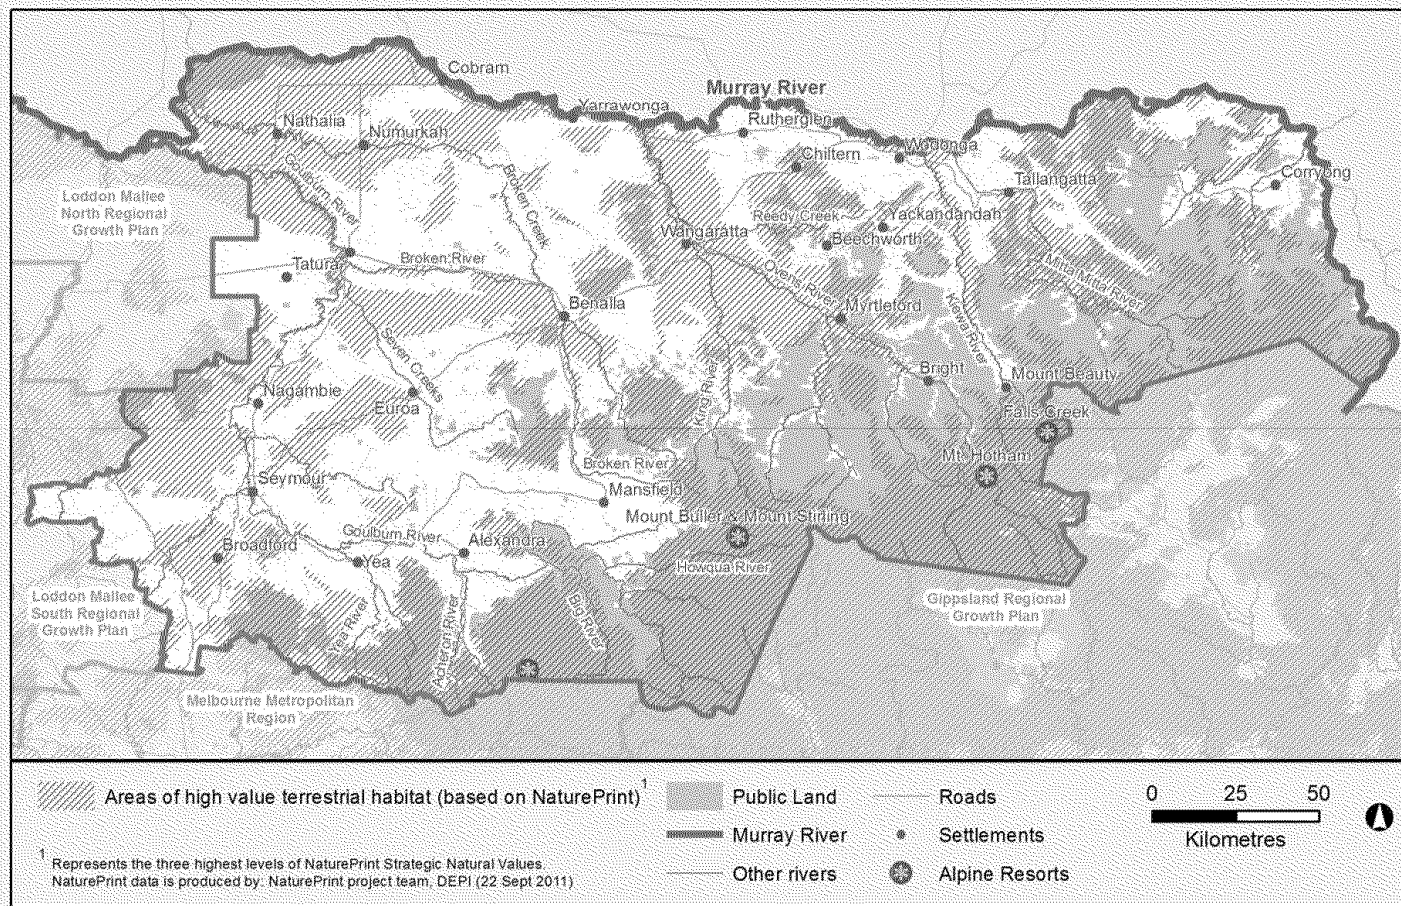 Cobram
Murray River
Yarrawonga
Rutherglen
Nathalia
Numurkah
Wodonga
Chiltern
Corryong
Tallangatta
Loddon Mallee
North Regional
Growth Plan
Goulburn River
Broken Creek
Reedy Creek
Yackandandah
Wangaratta
Beechworth
Tatura
Broken River
Ovens River
Mitta Mitta River
Benalla
Myrtleford
Kiewa River
Seven Creeks
King River
Bright
Mount Beauty
Nagambie
Euroa
Falls Creek
Mt. Hotham
Broken River
Seymour
Mansfield
Mount Buller & Mount Stirling
Goulburn River
Alexandra
Broadford
Yea
Howqua River
Loddon Mallee
South Regional
Growth Plan
Gippsland Regional
Growth Plan
Yea River
Acheron River
Big River
Melbourne Metropolitan
Region
Areas of high value terrestrial habitat (based on NaturePrint)1
1 Represents the three highest levels of NaturePrint Strategic Natural Values.
NaturePrint data is produced by: NaturePrint project team, DEPI (22 Sept 2011)
Public Land
Murray River
Other rivers
Roads
Settlements
Alpine Resorts
0 25 50
Kilometres